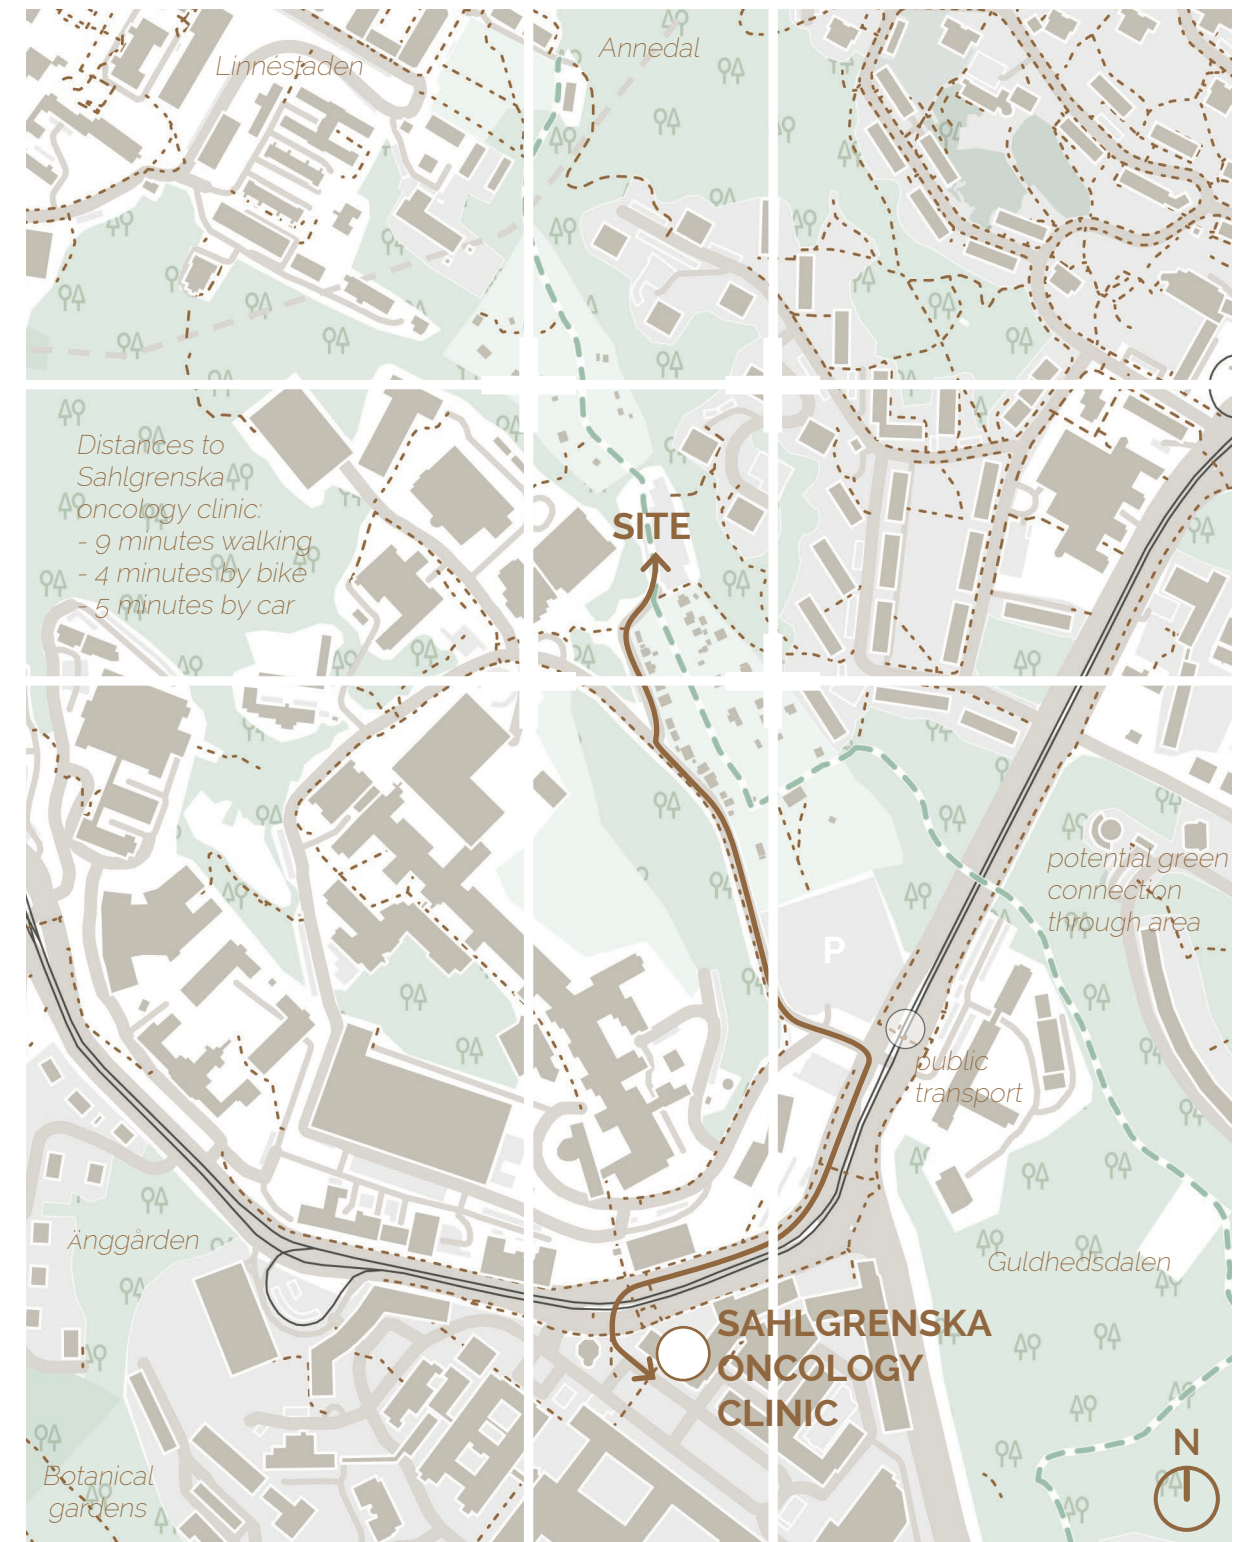 Linnéstaden
Annedal
Distances to
Sahlgrenska
oncology clinic:
- 9 minutes walking
- 4 minutes by bike
- 5 minutes by car
SITE
potential green
connection
through area
P
public
transport
Änggården
Guldhedsdalen
SAHLGRENSKA
ONCOLOGY
CLINIC
N
Botanical
gardens